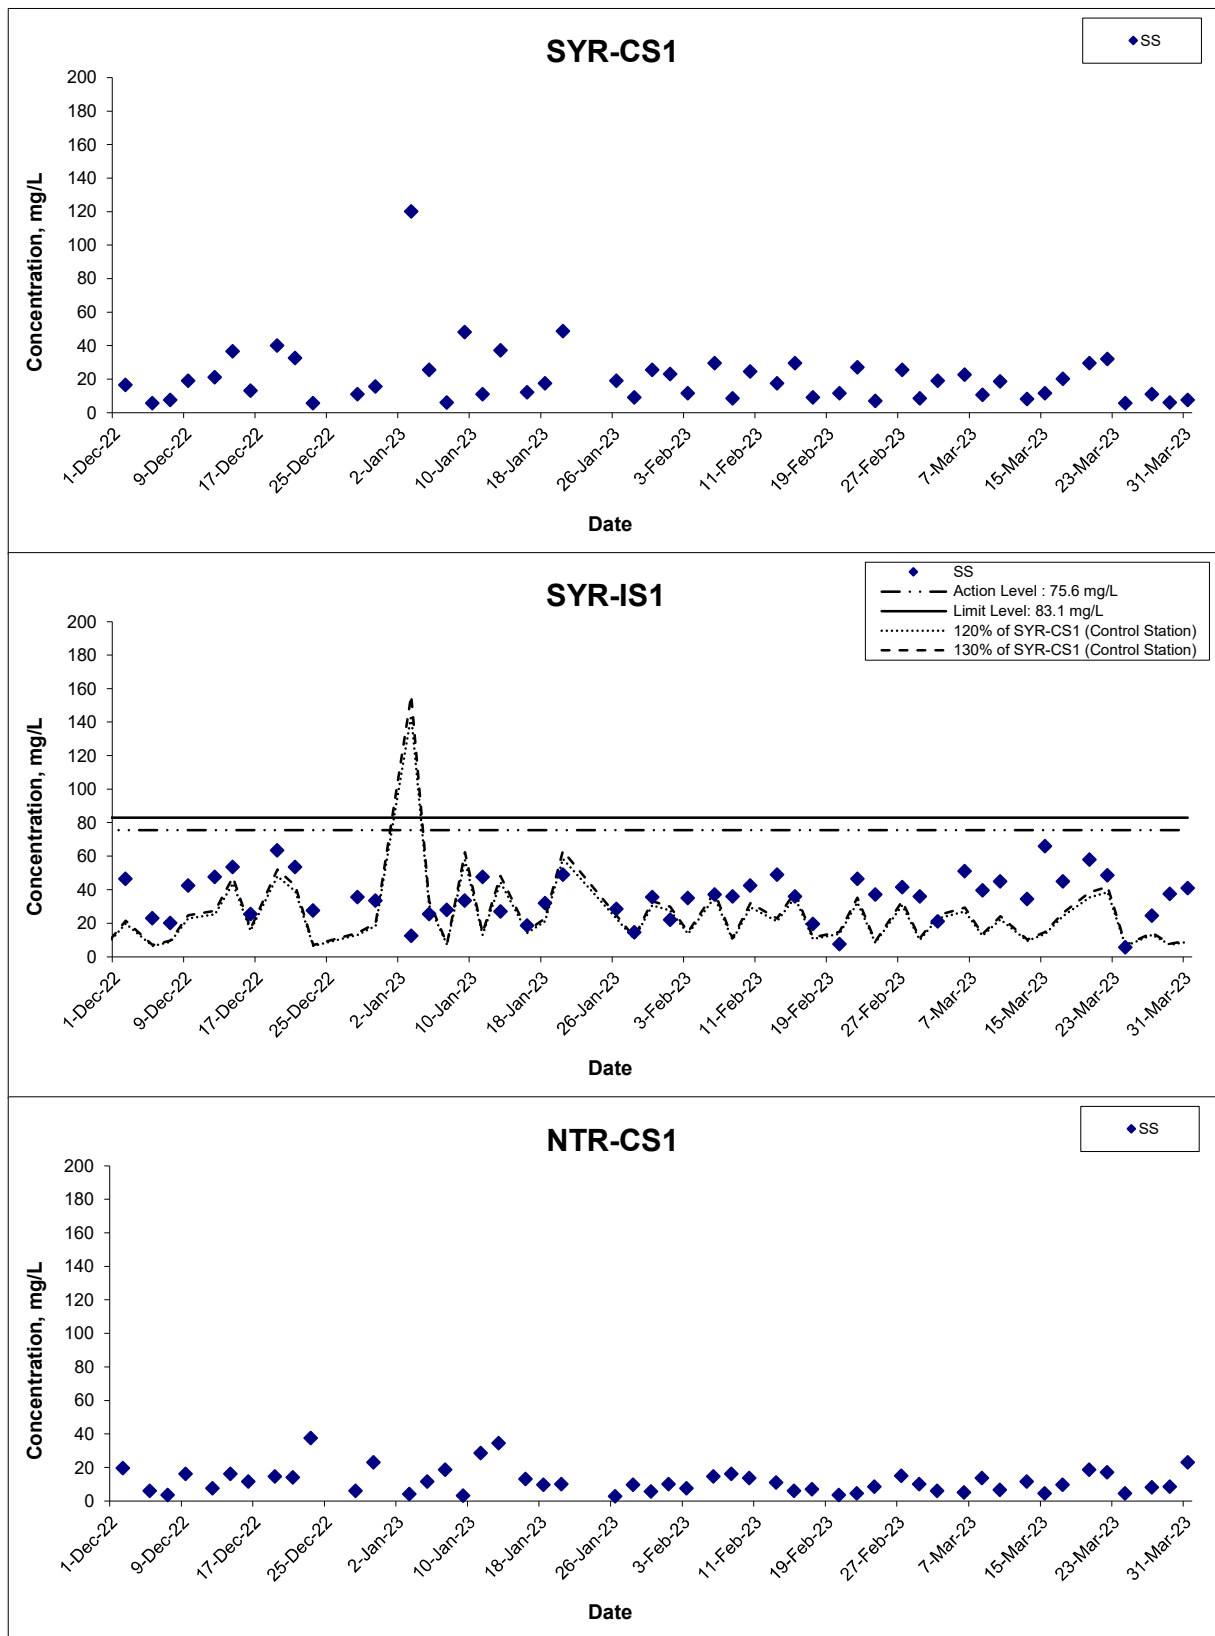 SYR-CS1
SS
200
180
160
140
120
100
80
60
40
20
0
Concentration, mg/L
1-Dec-22
9-Dec-22
17-Dec-22
25-Dec-22
2-Jan-23
10-Jan-23
18-Jan-23
26-Jan-23
3-Feb-23
11-Feb-23
19-Feb-23
27-Feb-23
7-Mar-23
15-Mar-23
23-Mar-23
31-Mar-23
Date
SYR-IS1
SS
Action Level : 75.6 mg/L
Limit Level: 83.1 mg/L
120% of SYR-CS1 (Control Station)
130% of SYR-CS1 (Control Station)
200
180
160
140
120
100
80
60
40
20
0
Concentration, mg/L
1-Dec-22
9-Dec-22
17-Dec-22
25-Dec-22
2-Jan-23
10-Jan-23
18-Jan-23
26-Jan-23
3-Feb-23
11-Feb-23
19-Feb-23
27-Feb-23
7-Mar-23
15-Mar-23
23-Mar-23
31-Mar-23
Date
NTR-CS1
SS
200
180
160
140
120
100
80
60
40
20
0
Concentration, mg/L
1-Dec-22
9-Dec-22
17-Dec-22
25-Dec-22
2-Jan-23
10-Jan-23
18-Jan-23
26-Jan-23
3-Feb-23
11-Feb-23
19-Feb-23
27-Feb-23
7-Mar-23
15-Mar-23
23-Mar-23
31-Mar-23
Date